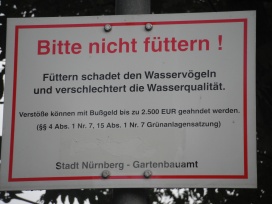 Bitte nicht füttern !
Füttern schadet den Wasservögeln
und verschlechtert die Wasserqualität.
Verstöße können mit Bußgeld bis zu 2.500 EUR geahndet werden.
(§§ 4 Abs. 1 Nr. 7, 15 Abs. 1 Nr. 7 Grünanlagensatzung)
Stadt Nürnberg - Gartenbauamt